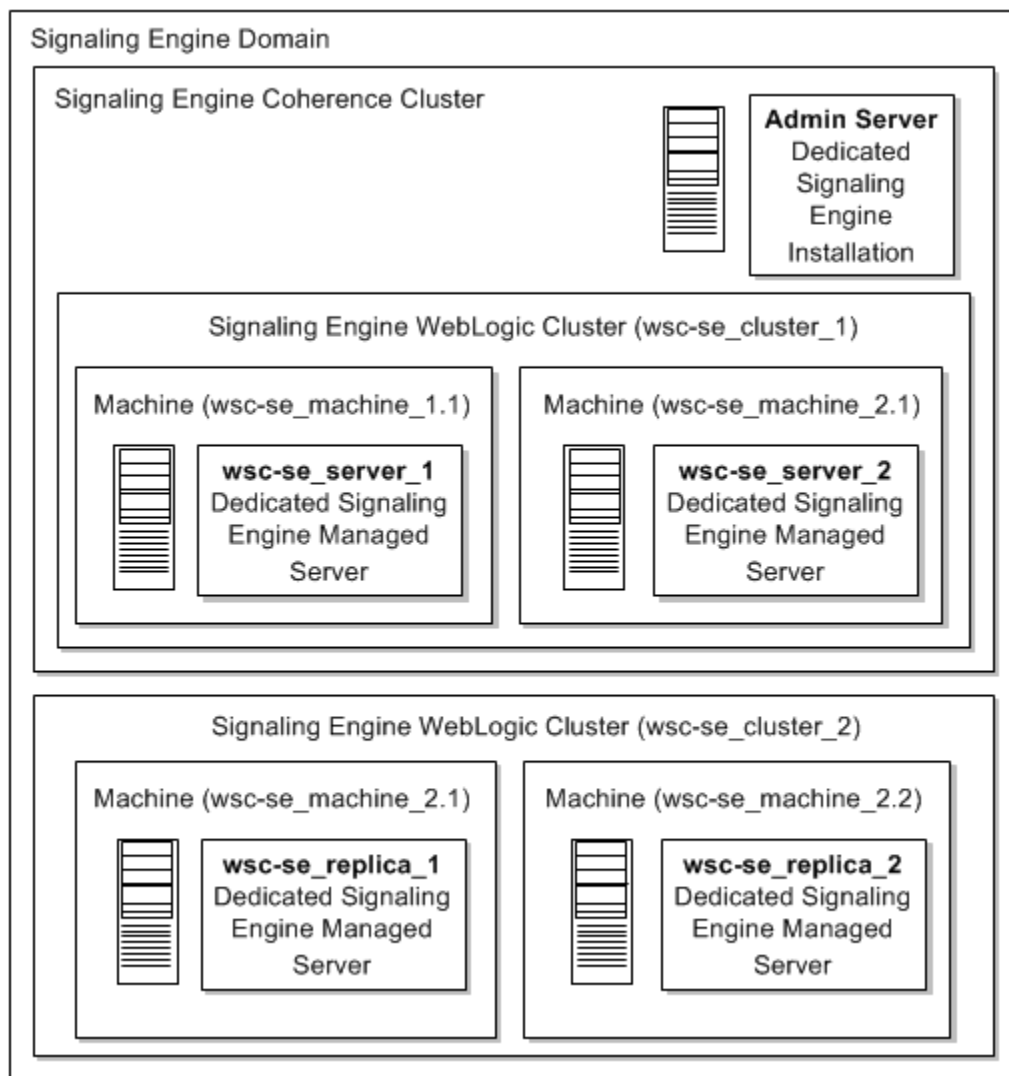 Signaling Engine Domain
Signaling Engine Coherence Cluster
Admin Server
Dedicated
Signaling
Engine
Installation
Signaling Engine WebLogic Cluster (wsc-se_cluster_1)
Machine (wsc-se_machine_1.1)
wsc-se_server_1
Dedicated Signaling
Engine Managed
Server
Machine (wsc-se_machine_2.1)
wsc-se_server_2
Dedicated Signaling
Engine Managed
Server
Signaling Engine WebLogic Cluster (wsc-se_cluster_2)
Machine (wsc-se_machine_2.1)
wsc-se_replica_1
Dedicated Signaling
Engine Managed
Server
Machine (wsc-se_machine_2.2)
wsc-se_replica_2
Dedicated Signaling
Engine Managed
Server